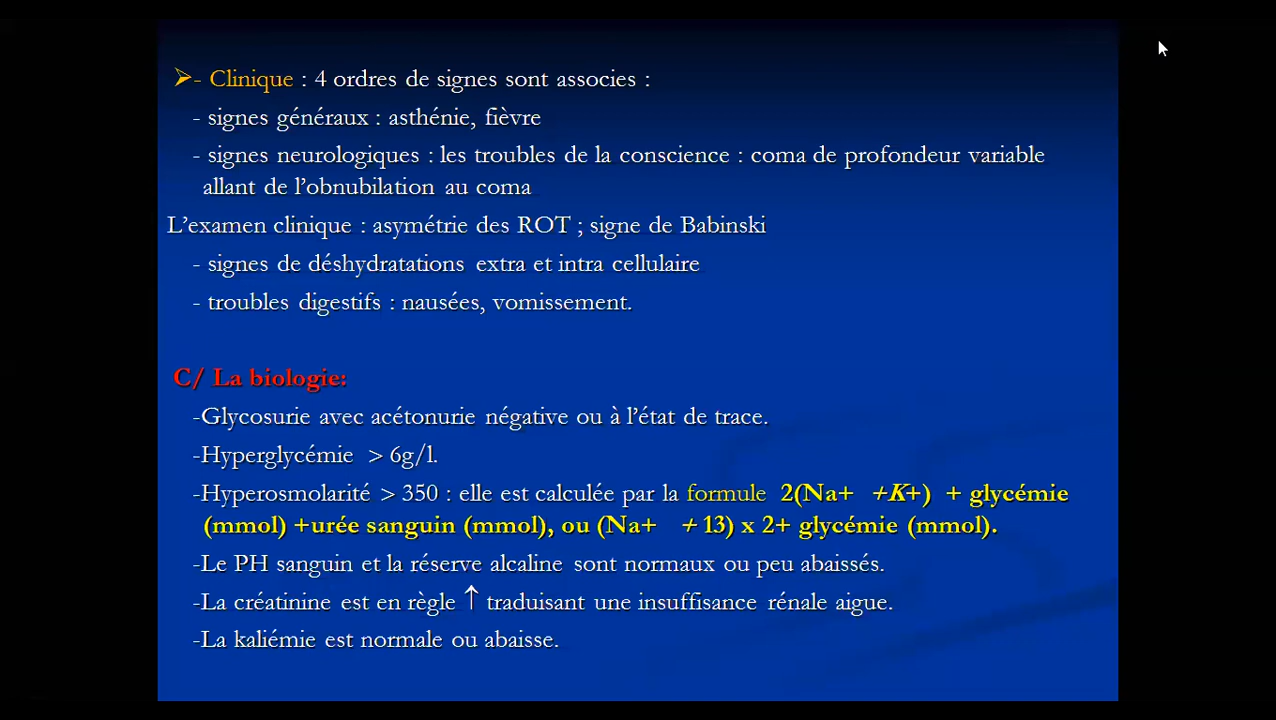 ➢- Clinique : 4 ordres de signes sont associes :
- signes généraux : asthénie, fièvre
- signes neurologiques : les troubles de la conscience : coma de profondeur variable
allant de l’obnubilation au coma
L’examen clinique : asymétrie des ROT ; signe de Babinski
- signes de déshydratations extra et intra cellulaire
- troubles digestifs : nausées, vomissement.
C/ La biologie:
-Glycosurie avec acétonurie négative ou à l’état de trace.
-Hyperglycémie > 6g/l.
-Hyperosmolarité > 350 : elle est calculée par la formule 2(Na+ +K+) + glycémie
(mmol) +urée sanguin (mmol), ou (Na+ + 13) x 2+ glycémie (mmol).
-Le PH sanguin et la réserve alcaline sont normaux ou peu abaissés.
-La créatinine est en règle ↑ traduisant une insuffisance rénale aigue.
-La kaliémie est normale ou abaisse.